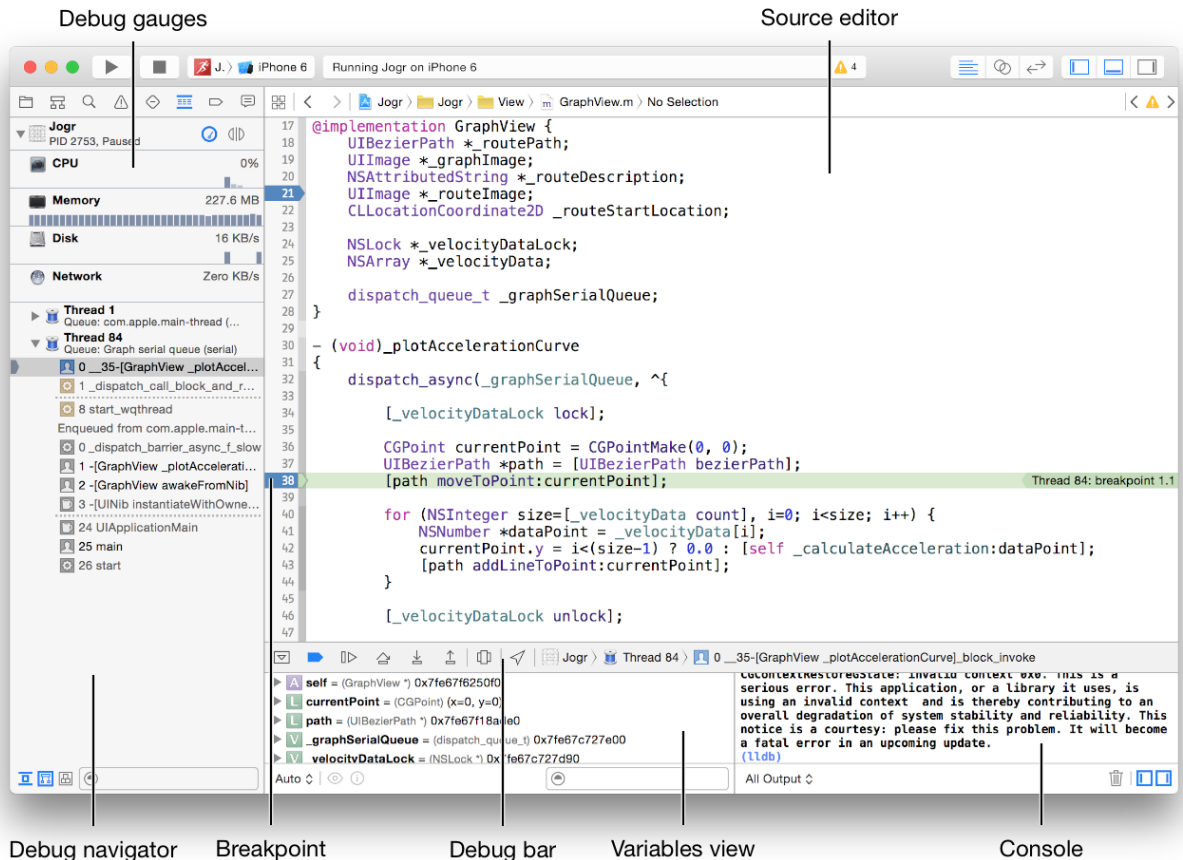 Debug gauges
Source editor
J. 〉 iPhone 6
Running Jogr on iPhone 6
4
Jogr 〉 Jogr 〉 View 〉 m GraphView.m 〉 No Selection
Jogr
PID 2753, Paused
CPU 0%
Memory 227.6 MB
Disk 16 KB/s
Network Zero KB/s
Thread 1
Queue: com.apple.main-thread (...
Thread 84
Queue: Graph serial queue (serial)
0 __35-[GraphView _plotAccel...
1 _dispatch_call_block_and_r...
8 start_wqthread
Enqueued from com.apple.main-t...
0 _dispatch_barrier_async_f_slow
1 -[GraphView _plotAccelerati...
2 -[GraphView awakeFromNib]
3 -[UINib instantiateWithOwne...
24 UIApplicationMain
25 main
26 start
17 @implementation GraphView {
18 UIBezierPath *_routePath;
19 UIImage *_graphImage;
20 NSAttributedString *_routeDescription;
21 UIImage *_routeImage;
22 CLLocationCoordinate2D _routeStartLocation;
23
24 NSLock *_velocityDataLock;
25 NSArray *_velocityData;
26
27 dispatch_queue_t _graphSerialQueue;
28 }
29
30 - (void)_plotAccelerationCurve
31 {
32 dispatch_async(_graphSerialQueue, ^{
33
34 [_velocityDataLock lock];
35
36 CGPoint currentPoint = CGPointMake(0, 0);
37 UIBezierPath *path = [UIBezierPath bezierPath];
38 [path moveToPoint:currentPoint]; Thread 84: breakpoint 1.1
39
40 for (NSInteger size=[_velocityData count], i=0; i<size; i++) {
41 NSNumber *dataPoint = _velocityData[i];
42 currentPoint.y = i<(size-1) ? 0.0 : [self _calculateAcceleration:dataPoint];
43 [path addLineToPoint:currentPoint];
44 }
45
46 [_velocityDataLock unlock];
47
Jogr 〉 Thread 84 〉 0 __35-[GraphView _plotAccelerationCurve]_block_invoke
A self = (GraphView *) 0x7fe67f6250f0
L currentPoint = (CGPoint) (x=0, y=0)
L path = (UIBezierPath *) 0x7fe67f18ade0
V _graphSerialQueue = (dispatch_queue_t) 0x7fe67c727e00
V _velocityDataLock = (NSLock *) 0x7fe67c727d90
Auto
CGContextRestoreState: invalid context 0x0. This is a
serious error. This application, or a library it uses, is
using an invalid context and is thereby contributing to an
overall degradation of system stability and reliability. This
notice is a courtesy: please fix this problem. It will become
a fatal error in an upcoming update.
(lldb)
All Output
Debug navigator
Breakpoint
Debug bar
Variables view
Console